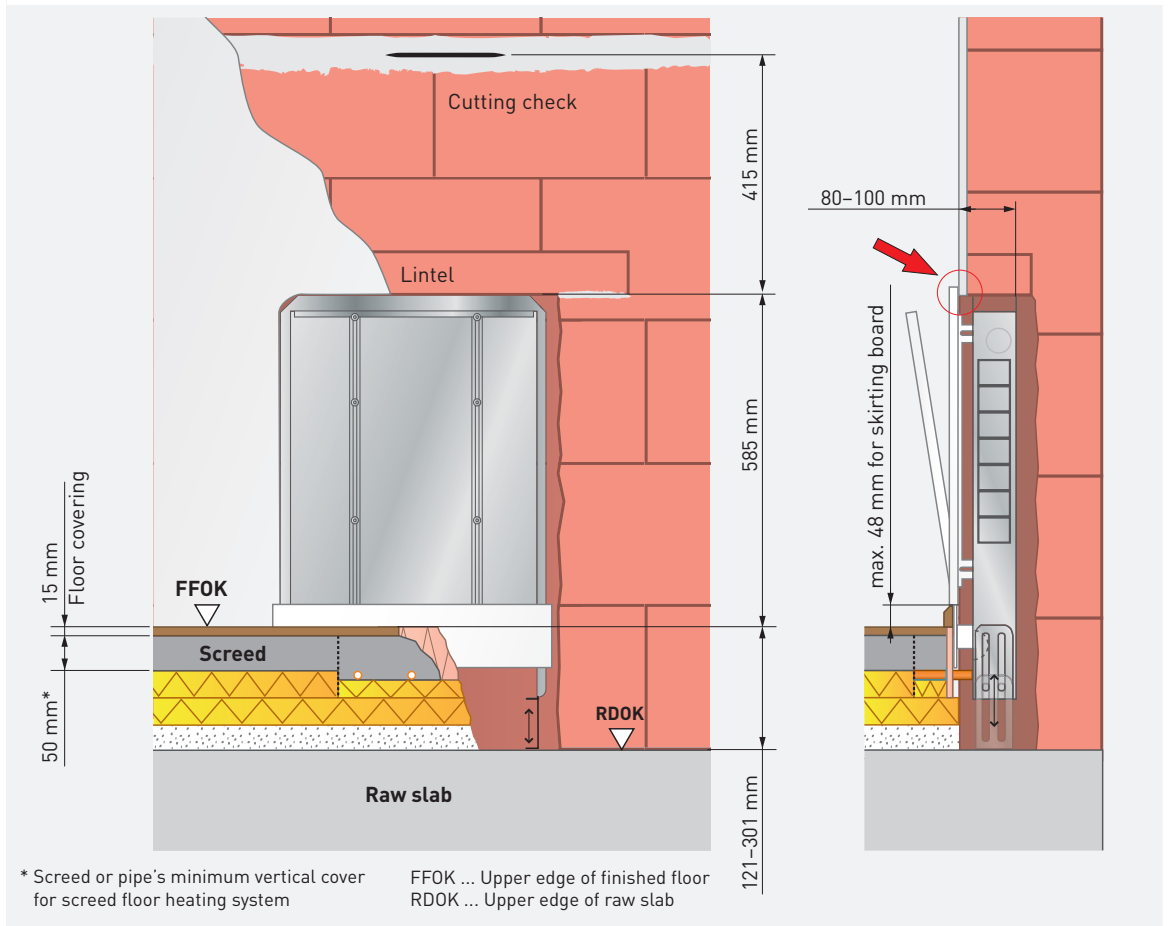 Cutting check
415 mm
80–100 mm
Lintel
585 mm
max. 48 mm for skirting board
15 mm
Floor covering
FFOK
Screed
50 mm*
RDOK
Raw slab
121–301 mm
* Screed or pipe's minimum vertical cover
for screed floor heating system
FFOK ... Upper edge of finished floor
RDOK ... Upper edge of raw slab